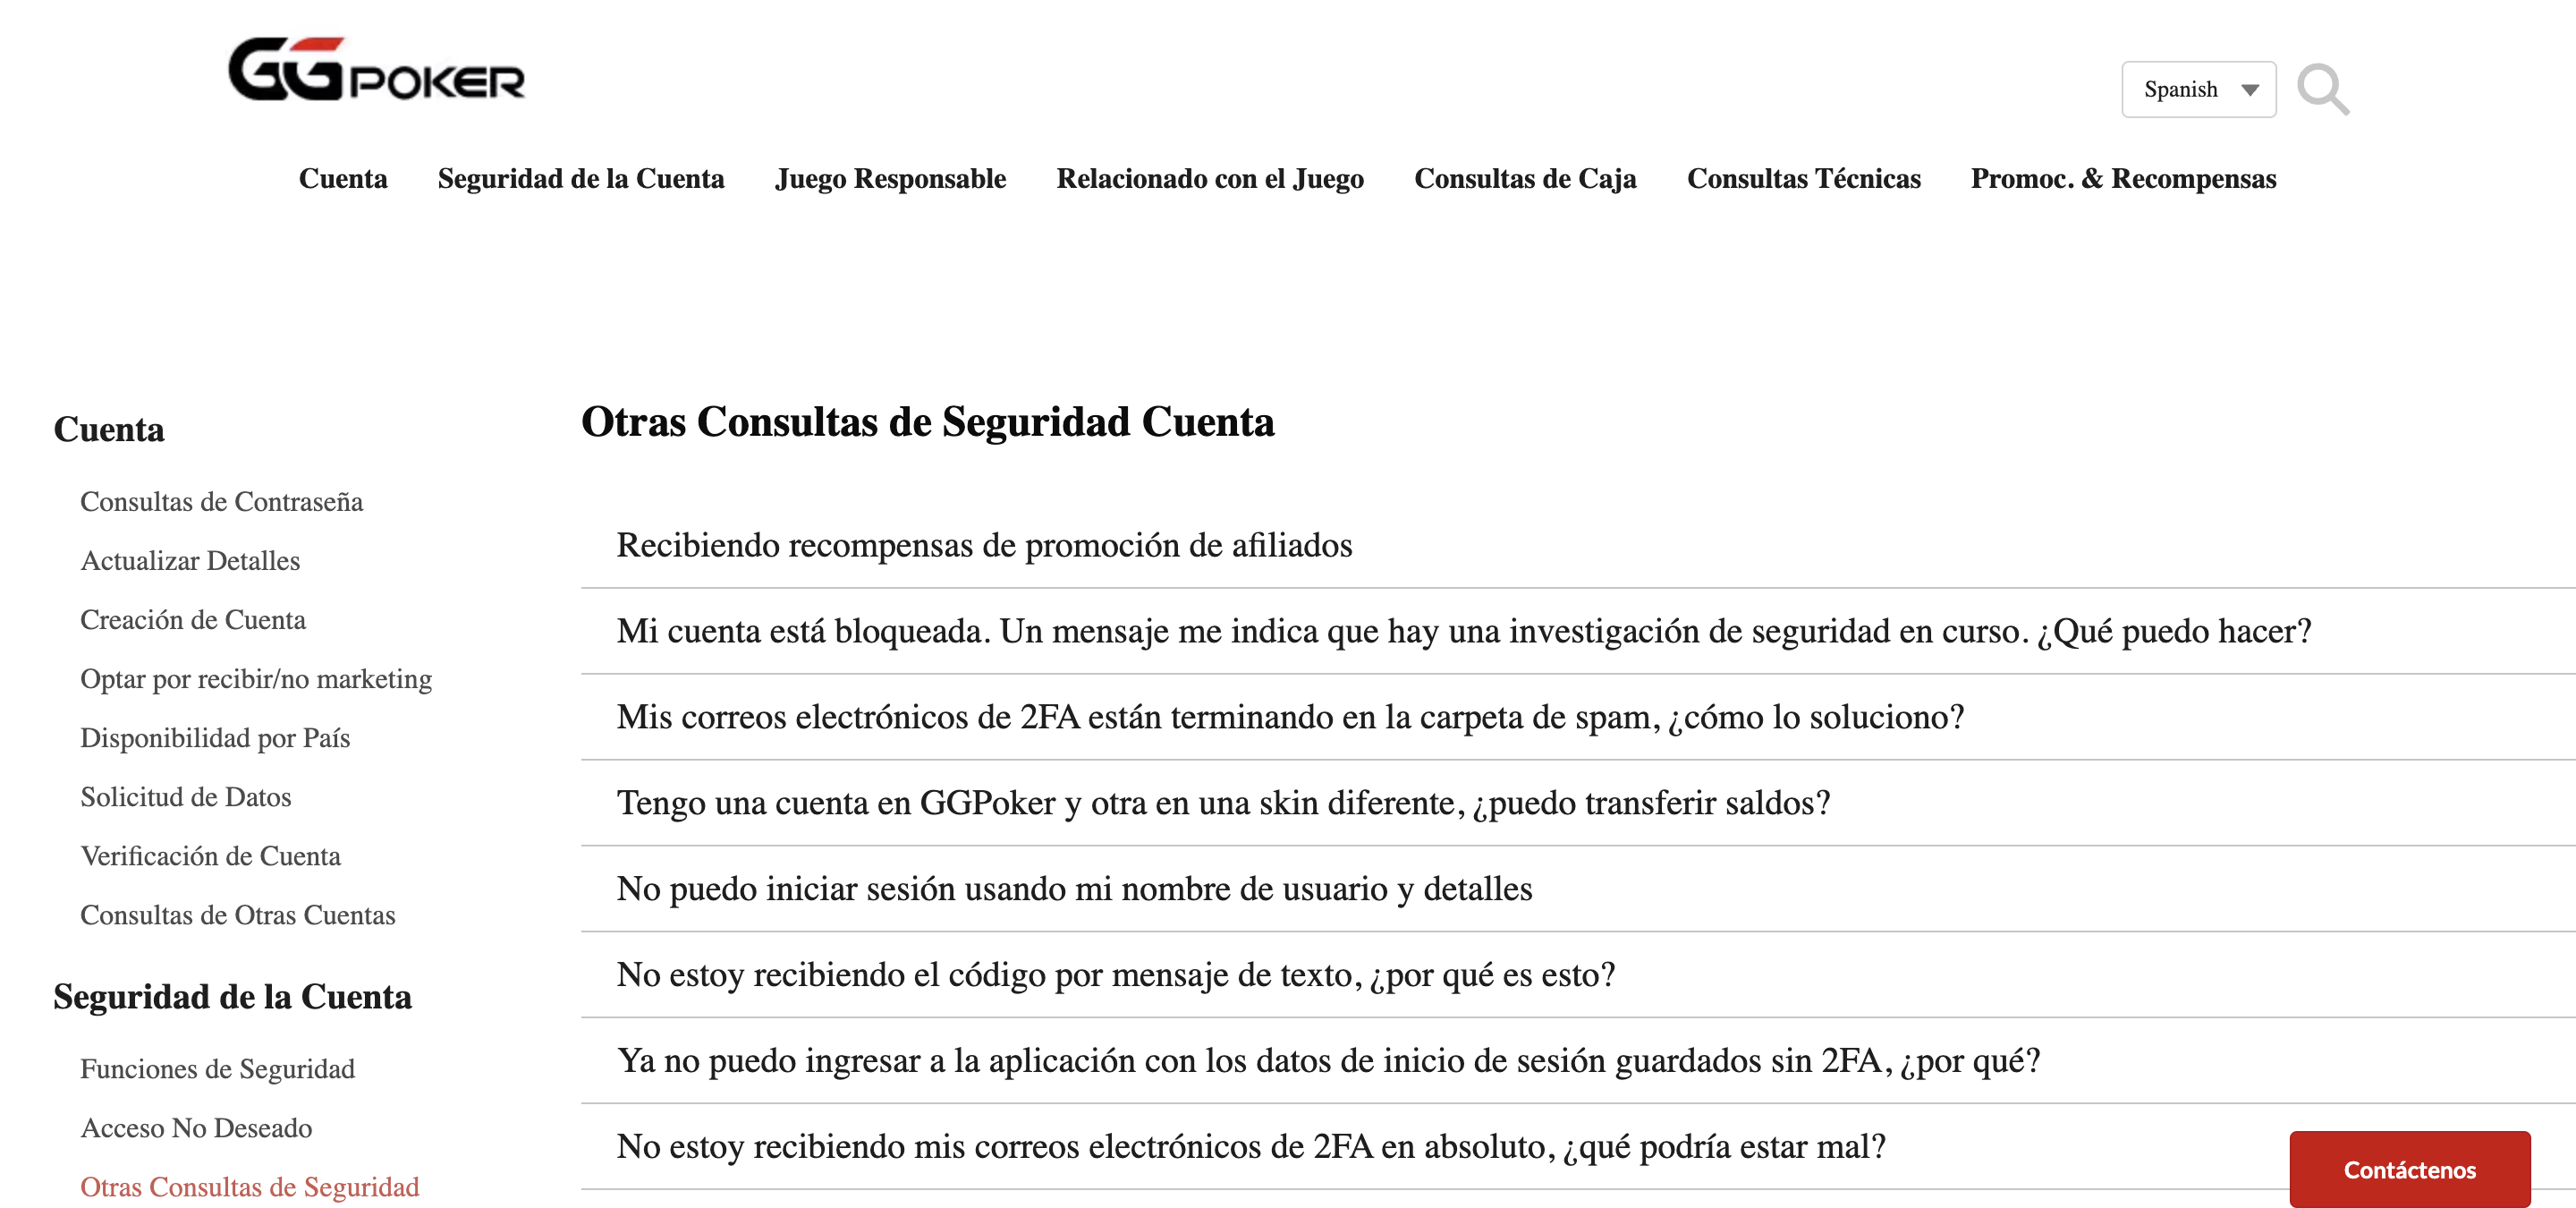 GGPOKER
Spanish
Cuenta Seguridad de la Cuenta Juego Responsable Relacionado con el Juego Consultas de Caja Consultas Técnicas Promoc. & Recompensas
Cuenta
Consultas de Contraseña
Actualizar Detalles
Creación de Cuenta
Optar por recibir/no marketing
Disponibilidad por País
Solicitud de Datos
Verificación de Cuenta
Consultas de Otras Cuentas
Seguridad de la Cuenta
Funciones de Seguridad
Acceso No Deseado
Otras Consultas de Seguridad
Otras Consultas de Seguridad Cuenta
Recibiendo recompensas de promoción de afiliados
Mi cuenta está bloqueada. Un mensaje me indica que hay una investigación de seguridad en curso. ¿Qué puedo hacer?
Mis correos electrónicos de 2FA están terminando en la carpeta de spam, ¿cómo lo soluciono?
Tengo una cuenta en GGPoker y otra en una skin diferente, ¿puedo transferir saldos?
No puedo iniciar sesión usando mi nombre de usuario y detalles
No estoy recibiendo el código por mensaje de texto, ¿por qué es esto?
Ya no puedo ingresar a la aplicación con los datos de inicio de sesión guardados sin 2FA, ¿por qué?
No estoy recibiendo mis correos electrónicos de 2FA en absoluto, ¿qué podría estar mal?
Contáctenos